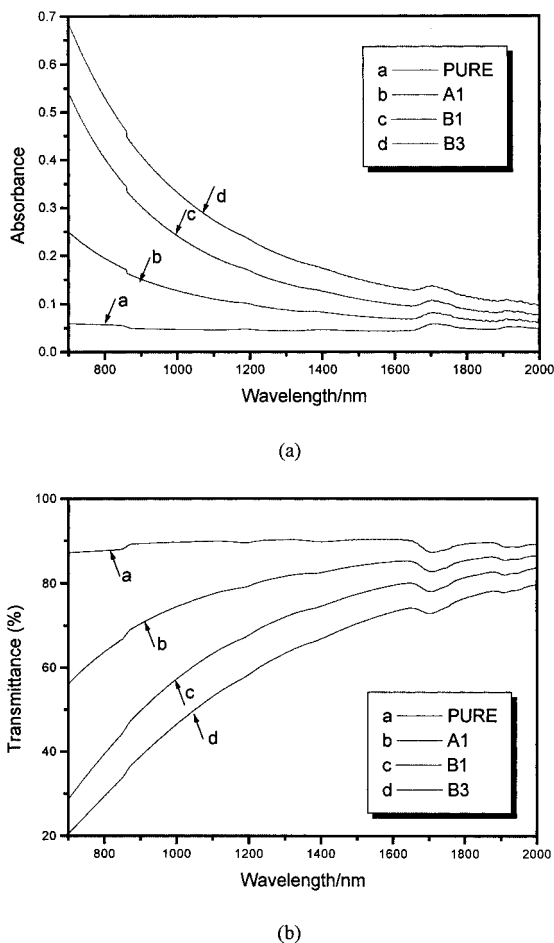 0.7
0.6
0.5
0.4
0.3
0.2
0.1
0.0
Absorbance
a — PURE
b — A1
c — B1
d — B3
d
c
b
a
800 1000 1200 1400 1600 1800 2000
Wavelength/nm
(a)
100
80
60
40
20
Transmittance (%)
a
b
c
d
a — PURE
b — A1
c — B1
d — B3
800 1000 1200 1400 1600 1800 2000
Wavelength/nm
(b)